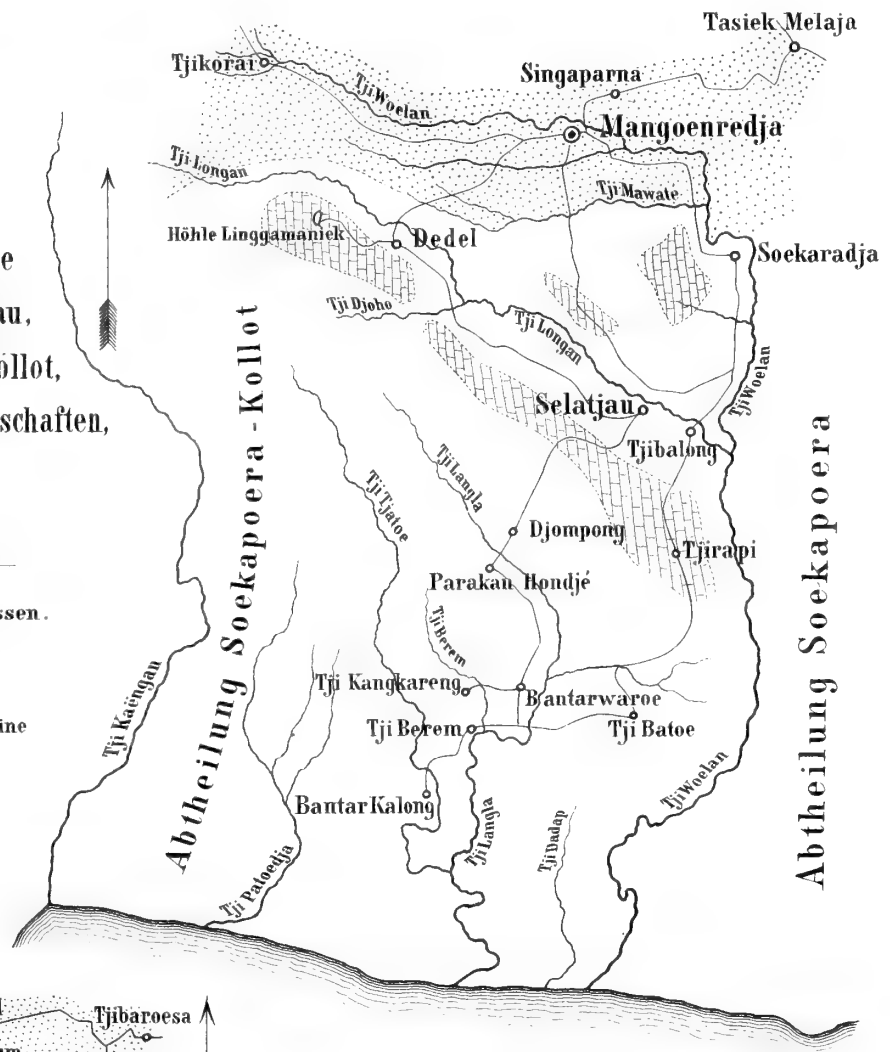 Tasiek Melaja
Tjikorai
Singaparna
Tji Woelan
Mangoenredja
Tji Longan
Tji Mawate
Höhle Linggamaniek
Dedel
Soekaradja
Tji Djoho
Tji Longan
Tji Woelan
Selatjau
Tjibalong
Abtheilung Soekapoera-Kollot
Abtheilung Soekapoera
Tji Langla
Tji Tjatoe
Djompong
Tjirapi
Parakan Hondjé
Tji Berem
Tji Kangkareng
Bantarwaroe
Tji Berem
Tji Batoe
Tji Kaëngan
Bantar Kalong
Tji Woelan
Tji Langla
Tji Dadap
Tji Patoedja
Tjibaroesa